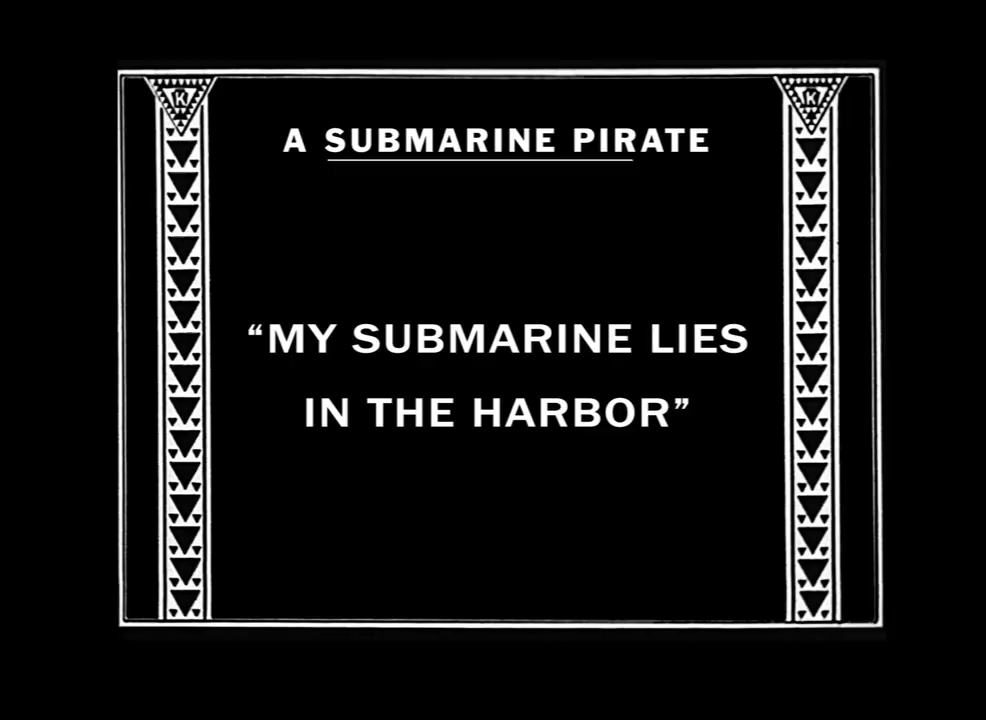 K K
A SUBMARINE PIRATE
“MY SUBMARINE LIES
IN THE HARBOR”